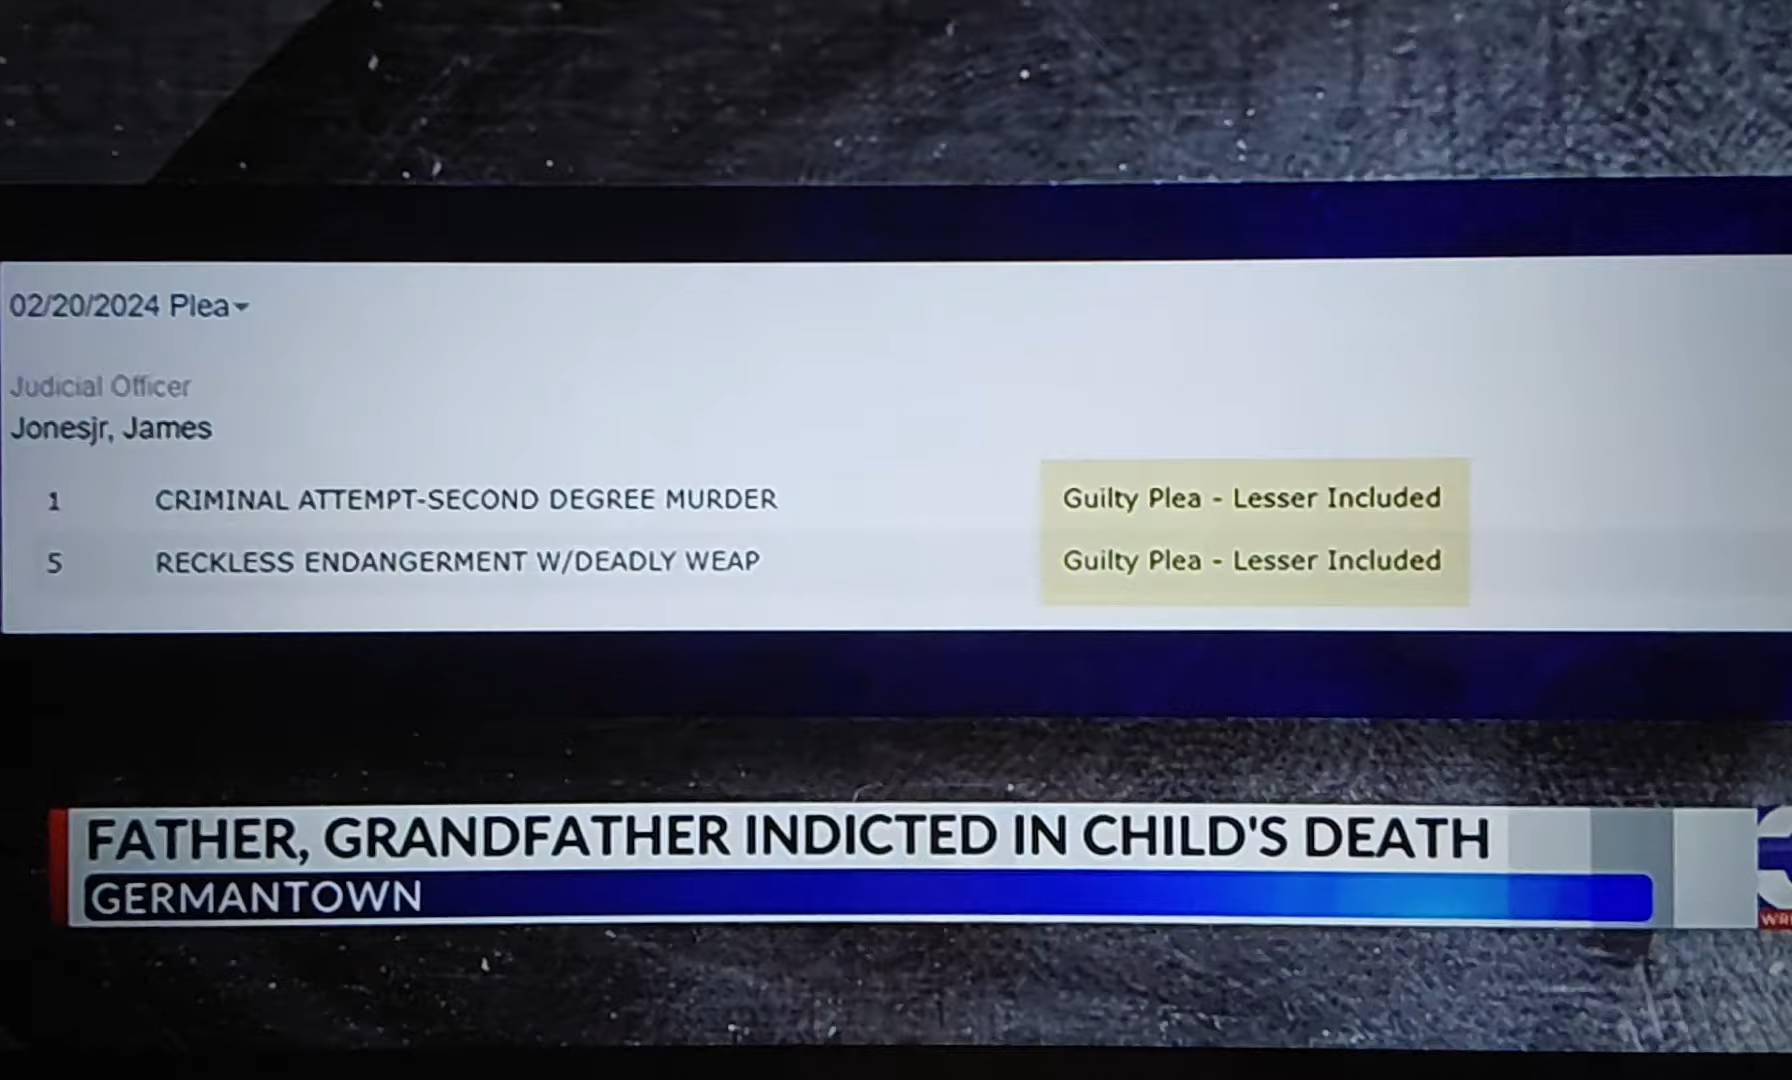 02/20/2024 Plea
Judicial Officer
Jonesjr, James
1 CRIMINAL ATTEMPT-SECOND DEGREE MURDER Guilty Plea - Lesser Included
5 RECKLESS ENDANGERMENT W/DEADLY WEAP Guilty Plea - Lesser Included
FATHER, GRANDFATHER INDICTED IN CHILD'S DEATH
GERMANTOWN